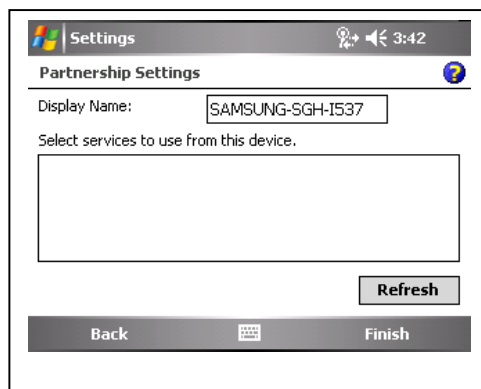 Settings 3:42
Partnership Settings
Display Name: SAMSUNG-SGH-I537
Select services to use from this device.
Refresh
Back Finish